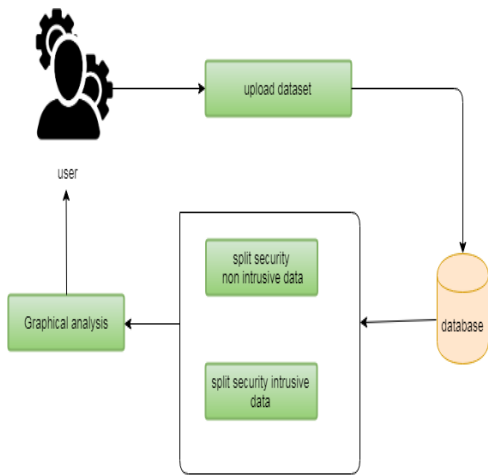 upload dataset
user
split security
non intrusive data
database
Graphical analysis
split security intrusive
data